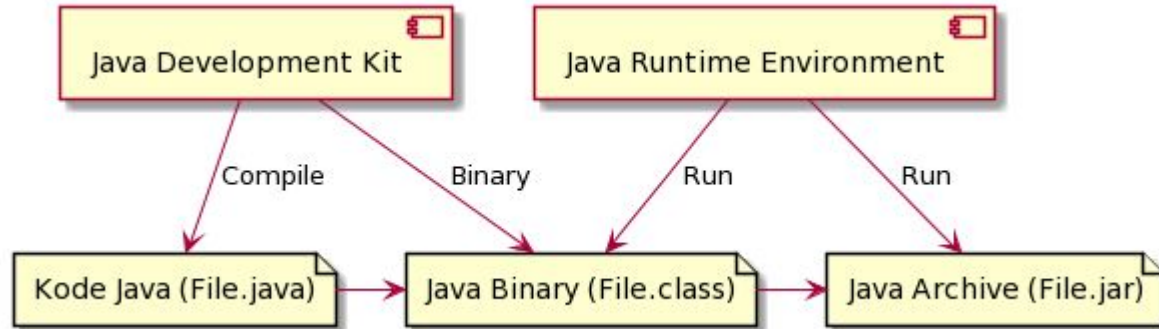 Java Development Kit
Java Runtime Environment
Compile
Binary
Run
Run
Kode Java (File.java)
Java Binary (File.class)
Java Archive (File.jar)